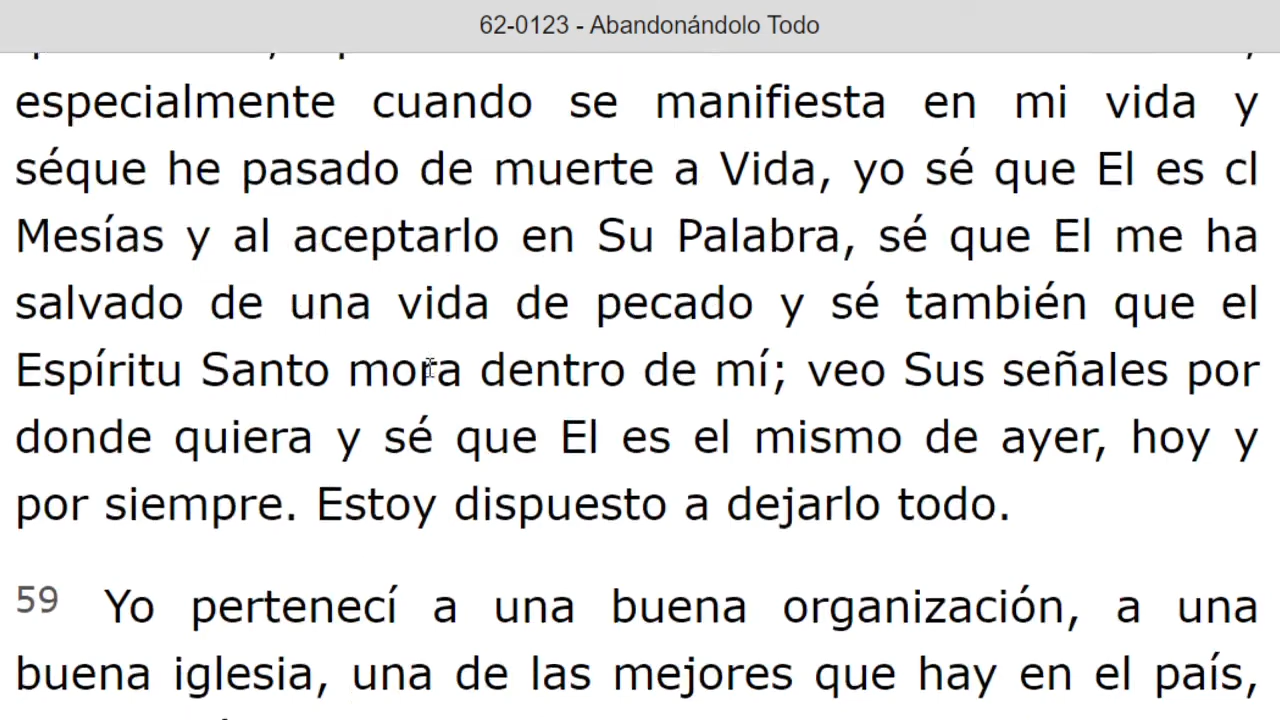 62-0123 - Abandonándolo Todo
especialmente cuando se manifiesta en mi vida y
séque he pasado de muerte a Vida, yo sé que El es cl
Mesías y al aceptarlo en Su Palabra, sé que El me ha
salvado de una vida de pecado y sé también que el
Espíritu Santo mora dentro de mí; veo Sus señales por
donde quiera y sé que El es el mismo de ayer, hoy y
por siempre. Estoy dispuesto a dejarlo todo.
59 Yo pertenecí a una buena organización, a una
buena iglesia, una de las mejores que hay en el país,